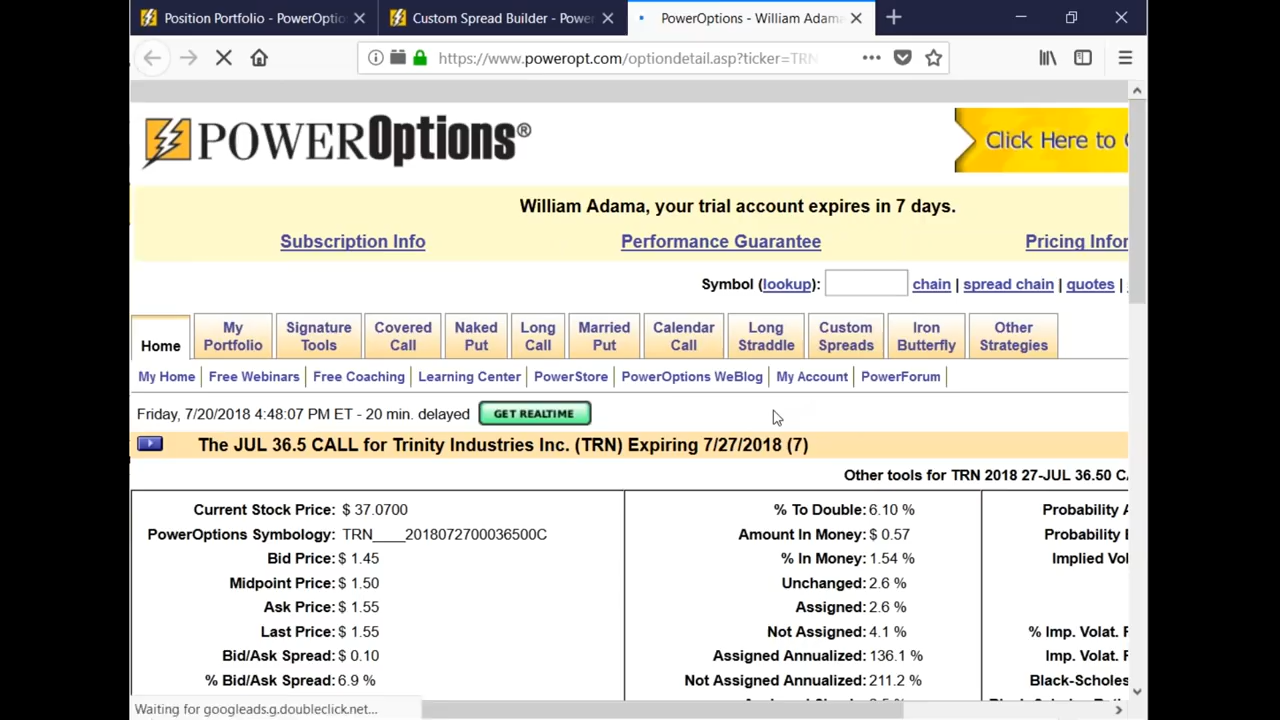 Position Portfolio - PowerOptio
Custom Spread Builder - Powe
PowerOptions - William Adama
https://www.poweropt.com/optiondetail.asp?ticker=TRN
POWEROptions®
Click Here to
William Adama, your trial account expires in 7 days.
Subscription Info
Performance Guarantee
Pricing Infor
Symbol (lookup):
chain | spread chain | quotes |
Home
My Portfolio
Signature Tools
Covered Call
Naked Put
Long Call
Married Put
Calendar Call
Long Straddle
Custom Spreads
Iron Butterfly
Other Strategies
My Home | Free Webinars | Free Coaching | Learning Center | PowerStore | PowerOptions WeBlog | My Account | PowerForum |
Friday, 7/20/2018 4:48:07 PM ET - 20 min. delayed
GET REALTIME
The JUL 36.5 CALL for Trinity Industries Inc. (TRN) Expiring 7/27/2018 (7)
Other tools for TRN 2018 27-JUL 36.50 C
Current Stock Price: $ 37.0700
PowerOptions Symbology: TRN____2018072700036500C
Bid Price: $ 1.45
Midpoint Price: $ 1.50
Ask Price: $ 1.55
Last Price: $ 1.55
Bid/Ask Spread: $ 0.10
% Bid/Ask Spread: 6.9 %
% To Double: 6.10 %
Amount In Money: $ 0.57
% In Money: 1.54 %
Unchanged: 2.6 %
Assigned: 2.6 %
Not Assigned: 4.1 %
Assigned Annualized: 136.1 %
Not Assigned Annualized: 211.2 %
Probability
Probability
Implied Vol
% Imp. Volat.
Imp. Volat.
Black-Scholes
Waiting for googleads.g.doubleclick.net...